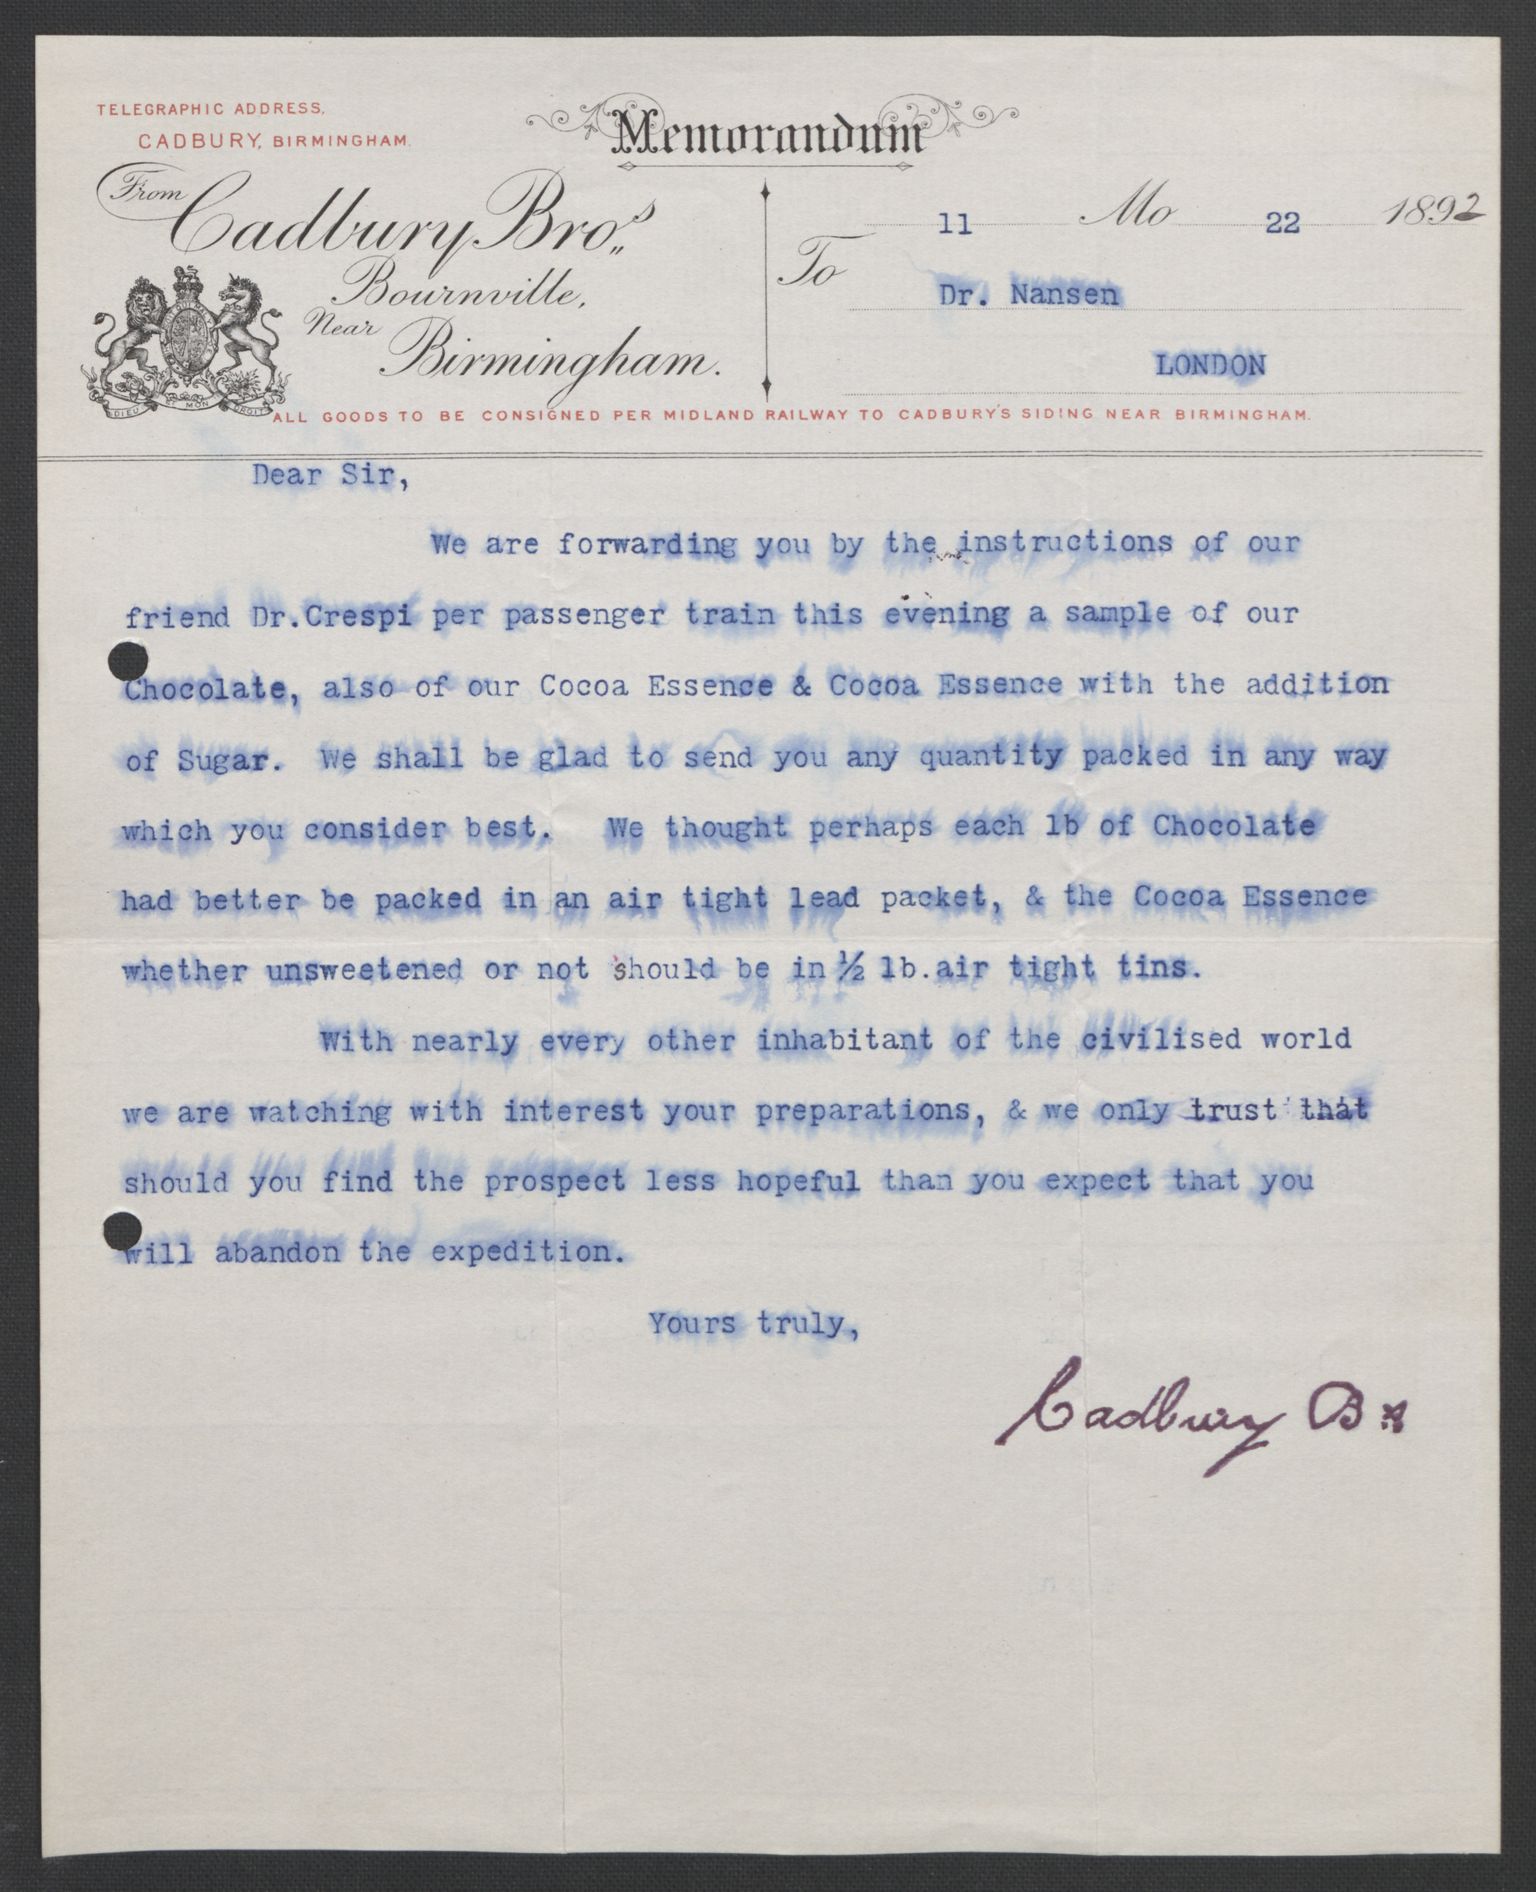 TELEGRAPHIC ADDRESS,
CADBURY, BIRMINGHAM.
Memorandum
From Cadbury Bros.
Bournville,
Near
Birmingham.
11 Mo 22 1892
To
Dr. Nansen
LONDON
DIEU ET MON DROIT
ALL GOODS TO BE CONSIGNED PER MIDLAND RAILWAY TO CADBURY'S SIDING NEAR BIRMINGHAM.
Dear Sir,
We are forwarding you by the instructions of our
friend Dr.Crespi per passenger train this evening a sample of our
Chocolate, also of our Cocoa Essence & Cocoa Essence with the addition
of Sugar. We shall be glad to send you any quantity packed in any way
which you consider best. We thought perhaps each lb of Chocolate
had better be packed in an air tight lead packet, & the Cocoa Essence
whether unsweetened or not should be in ½ lb.air tight tins.
With nearly every other inhabitant of the civilised world
we are watching with interest your preparations, & we only trust that
should you find the prospect less hopeful than you expect that you
will abandon the expedition.
Yours truly,
Cadbury Bs